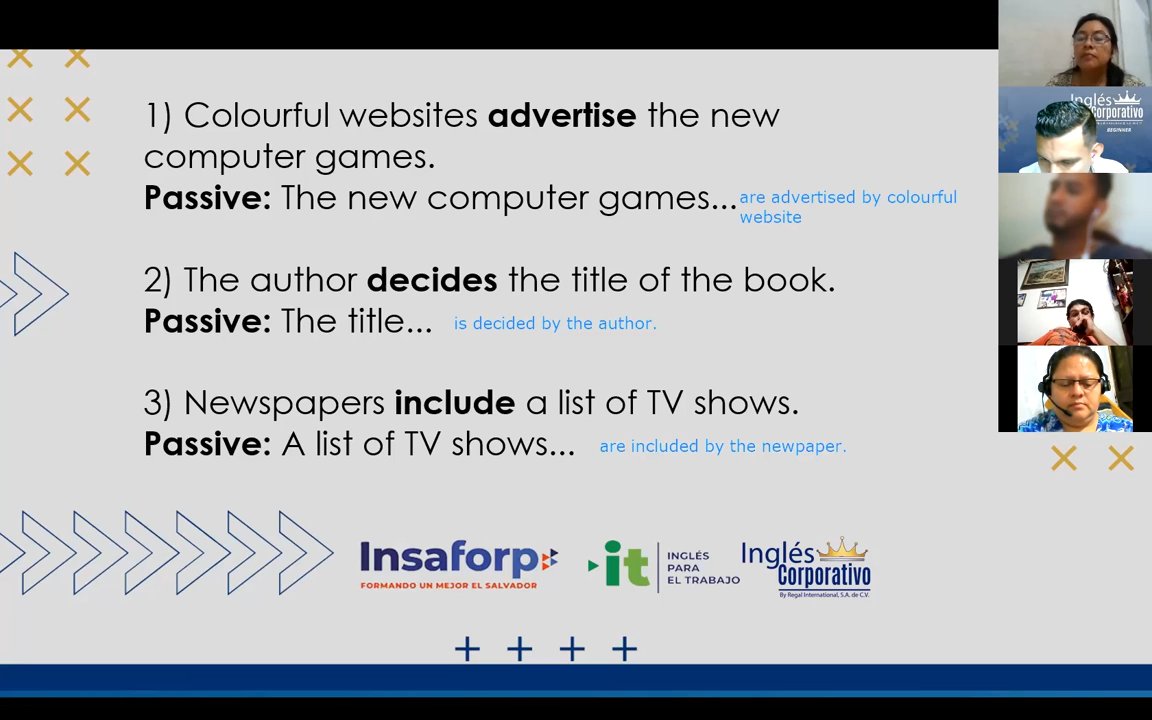 1) Colourful websites advertise the new
computer games.
Passive: The new computer games... are advertised by colourful
website
2) The author decides the title of the book.
Passive: The title... is decided by the author.
3) Newspapers include a list of TV shows.
Passive: A list of TV shows... are included by the newpaper.
Insaforp
FORMANDO UN MEJOR EL SALVADOR
it
INGLÉS
PARA
EL TRABAJO
Inglés
Corporativo
By Regal International, S.A. de C.V.
Inglés
Corporativo
BEGINNER